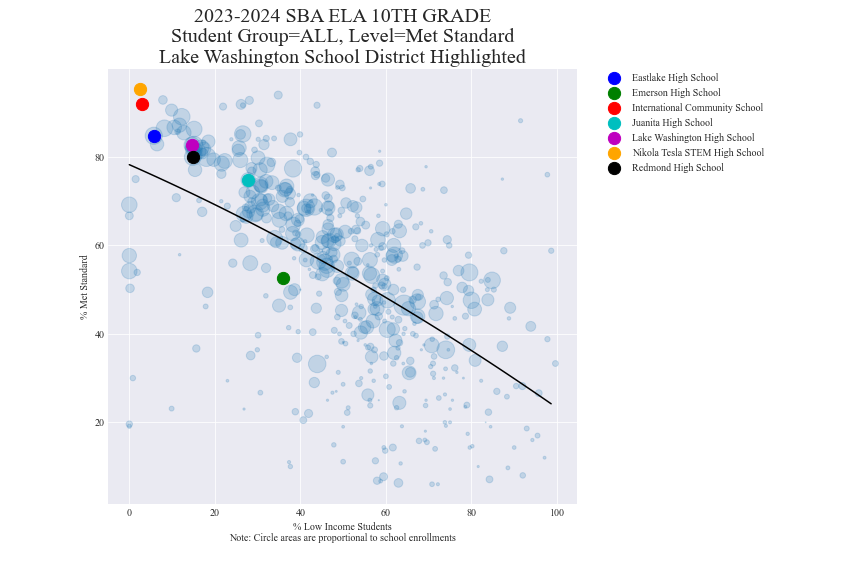 2023-2024 SBA ELA 10TH GRADE
Student Group=ALL, Level=Met Standard
Lake Washington School District Highlighted
Eastlake High School
Emerson High School
International Community School
Juanita High School
Lake Washington High School
Nikola Tesla STEM High School
Redmond High School
% Met Standard
80
60
40
20
0 20 40 60 80 100
% Low Income Students
Note: Circle areas are proportional to school enrollments